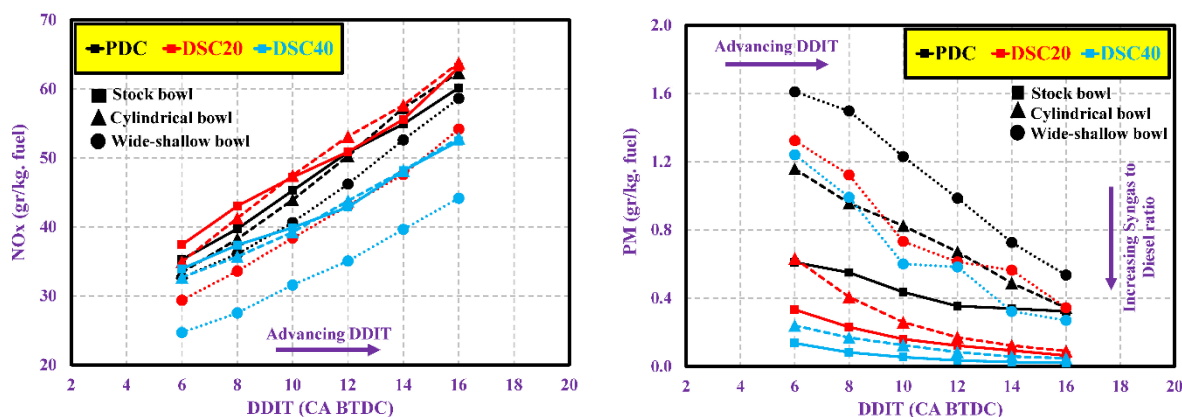 70
60
50
40
30
20
NOx (gr/kg. fuel)
PDC DSC20 DSC40
Stock bowl
Cylindrical bowl
Wide-shallow bowl
Advancing DDIT
2 4 6 8 10 12 14 16 18 20
DDIT (CA BTDC)
2.0
1.6
1.2
0.8
0.4
0.0
PM (gr/kg. fuel)
Advancing DDIT
PDC DSC20 DSC40
Stock bowl
Cylindrical bowl
Wide-shallow bowl
Increasing Syngas to
Diesel ratio
2 4 6 8 10 12 14 16 18 20
DDIT (CA BTDC)